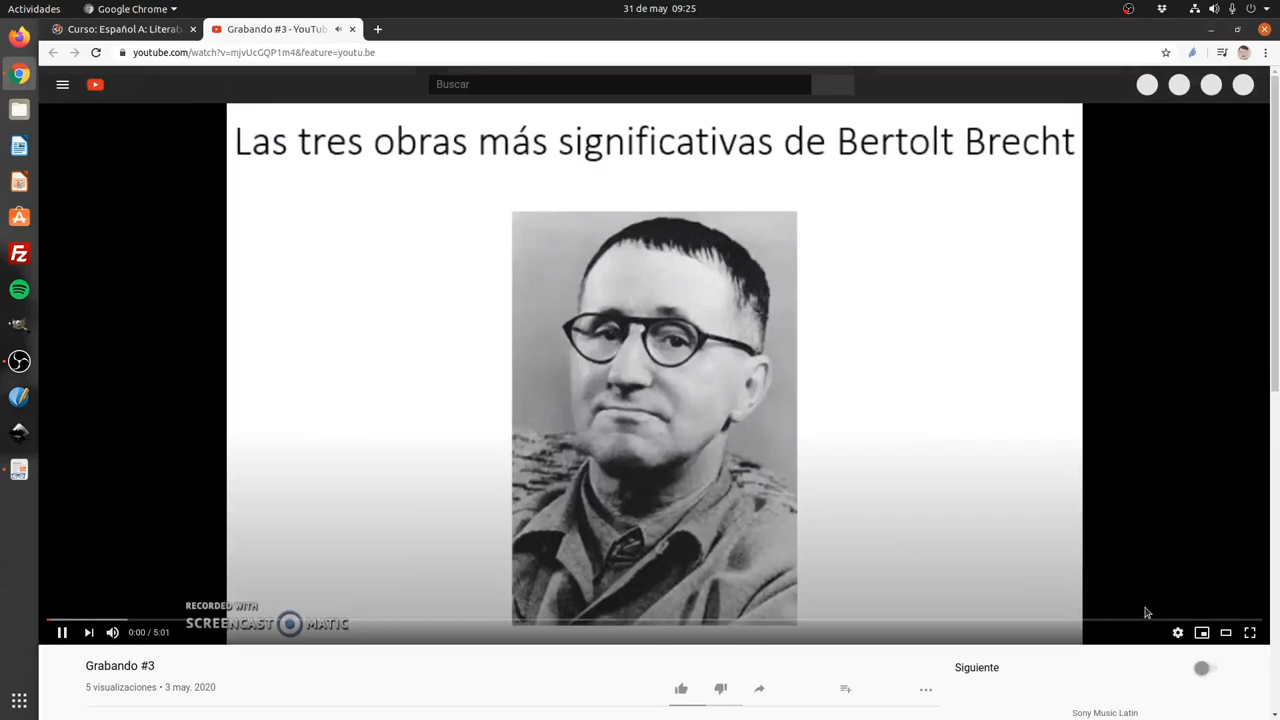 Actividades
Google Chrome
31 de may 09:25
Curso: Español A: Literat
Grabando #3 - YouTub
youtube.com/watch?v=mjvUcGQP1m4&feature=youtu.be
Buscar
Las tres obras más significativas de Bertolt Brecht
RECORDED WITH
SCREENCAST MATIC
0:00 / 5:01
Grabando #3
5 visualizaciones • 3 may. 2020
Siguiente
Sony Music Latin